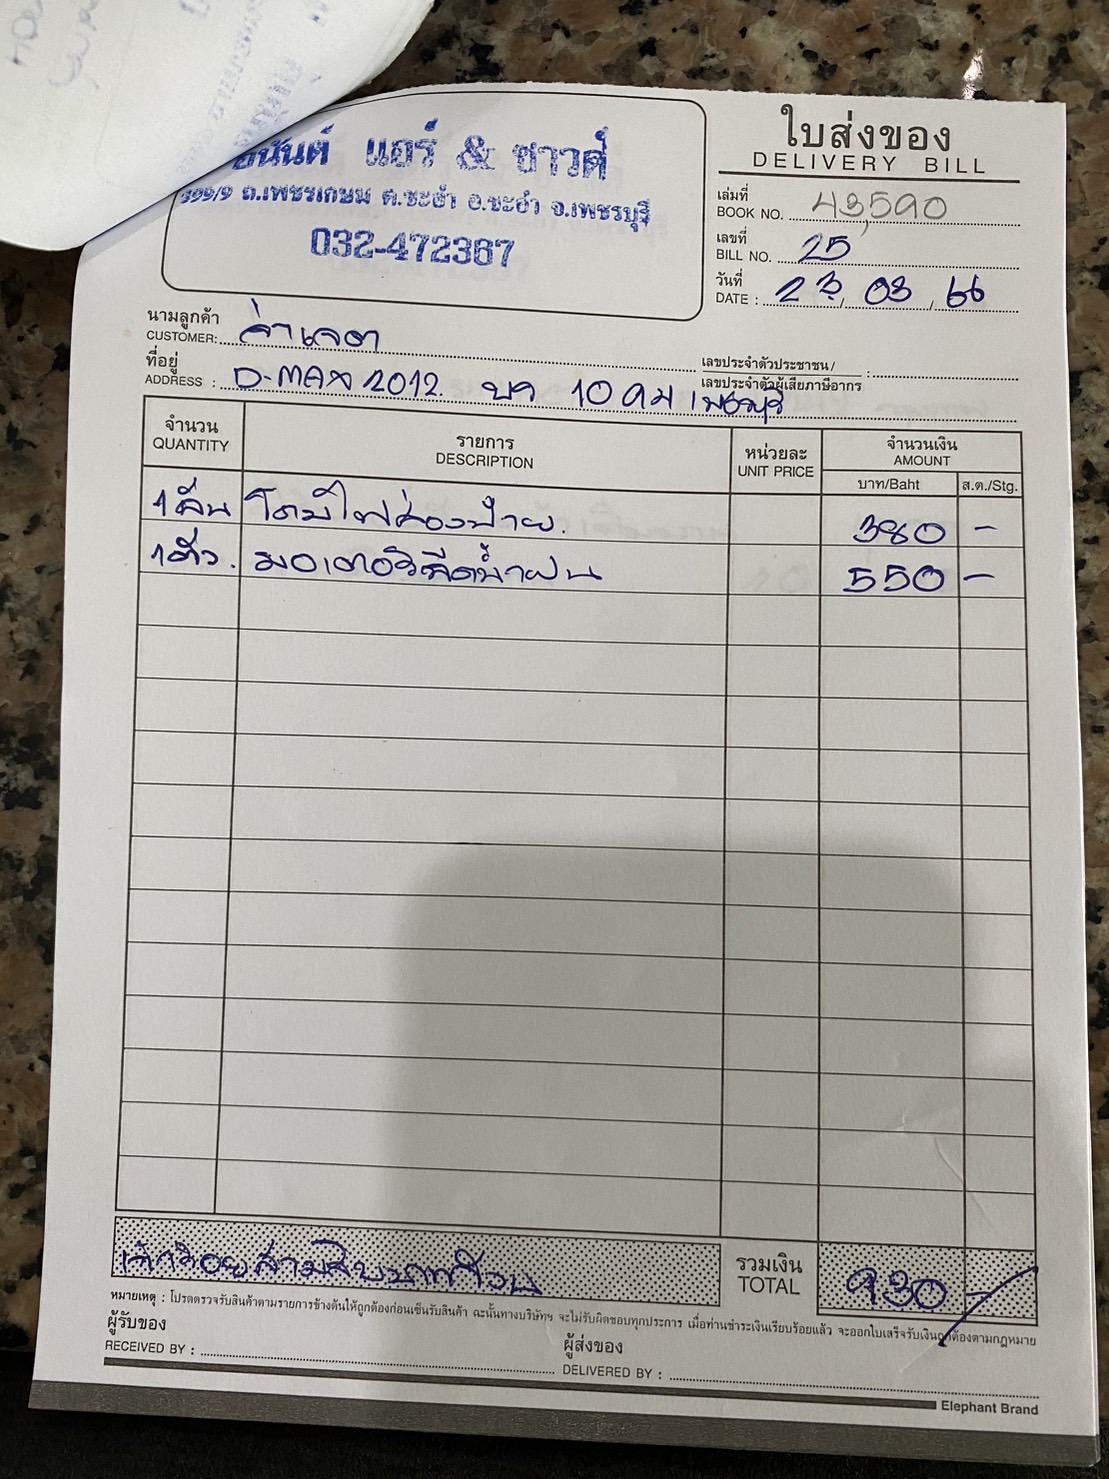 อนันต์ แอร์ & ซาวศ์
399/9 ถ.เพชรเกษม ต.ชะอำ อ.ชะอำ จ.เพชรบุรี
032-472367
ใบส่งของ
DELIVERY BILL
เล่มที่
BOOK NO. 43590
เลขที่
BILL NO. 25
วันที่
DATE : 23, 03, 66
นามลูกค้า
CUSTOMER:
ที่อยู่
ADDRESS : D-MAX 2012. บจ 10 เพชรบุรี
เลขประจำตัวประชาชน/
เลขประจำตัวผู้เสียภาษีอากร :
จำนวน รายการ หน่วยละ จำนวนเงิน
QUANTITY DESCRIPTION UNIT PRICE AMOUNT
บาท/Baht ส.ต./Stg.
1 อัน โคมไฟส่องป้าย. 380 -
1 ตัว. มอเตอร์ฉีดน้ำฝน 550 -
เก้าร้อยสามสิบบาทถ้วน
รวมเงิน
TOTAL 930 -
หมายเหตุ : โปรดตรวจรับสินค้าตามรายการข้างต้นให้ถูกต้องก่อนเซ็นรับสินค้า ฉะนั้นทางบริษัทฯ จะไม่รับผิดชอบทุกประการ เมื่อท่านชำระเงินเรียบร้อยแล้ว จะออกใบเสร็จรับเงินถูกต้องตามกฎหมาย
ผู้รับของ
RECEIVED BY :
ผู้ส่งของ
DELIVERED BY :
Elephant Brand